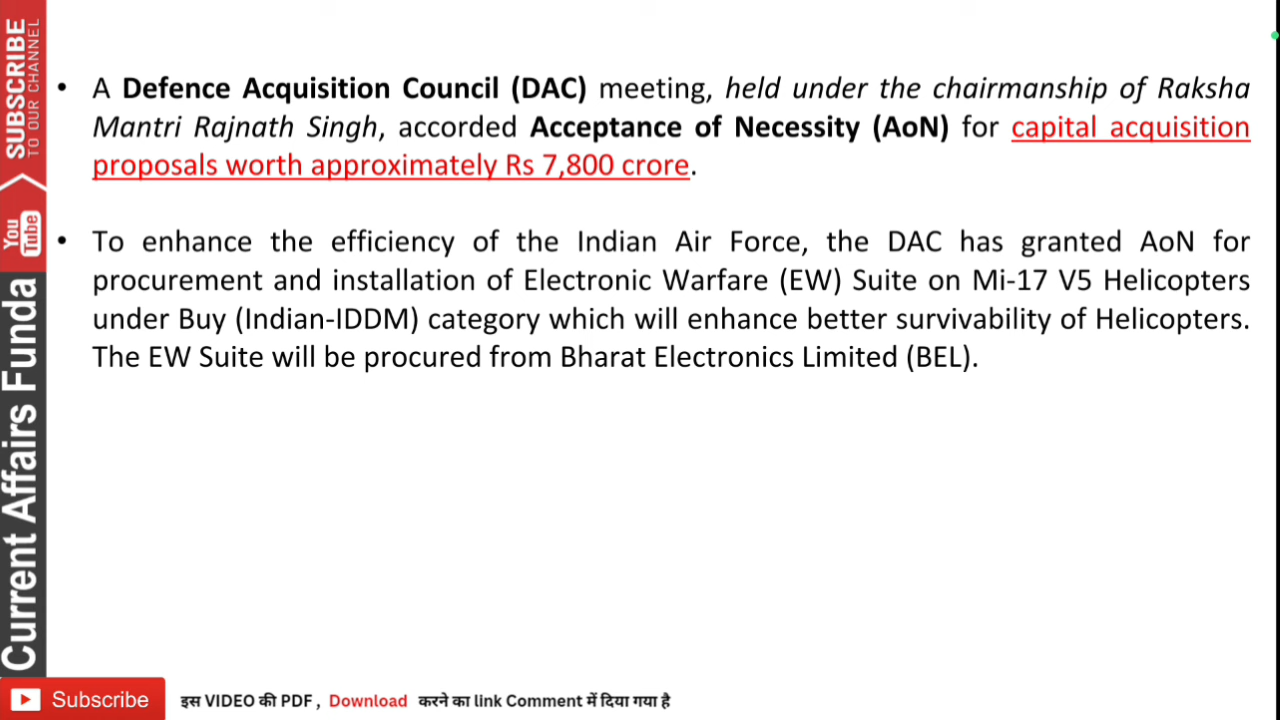 SUBSCRIBE
TO OUR CHANNEL
You Tube
Current Affairs Funda
• A Defence Acquisition Council (DAC) meeting, held under the chairmanship of Raksha
Mantri Rajnath Singh, accorded Acceptance of Necessity (AoN) for capital acquisition
proposals worth approximately Rs 7,800 crore.
• To enhance the efficiency of the Indian Air Force, the DAC has granted AoN for
procurement and installation of Electronic Warfare (EW) Suite on Mi-17 V5 Helicopters
under Buy (Indian-IDDM) category which will enhance better survivability of Helicopters.
The EW Suite will be procured from Bharat Electronics Limited (BEL).
Subscribe
इस VIDEO की PDF , Download करने का link Comment में दिया गया है